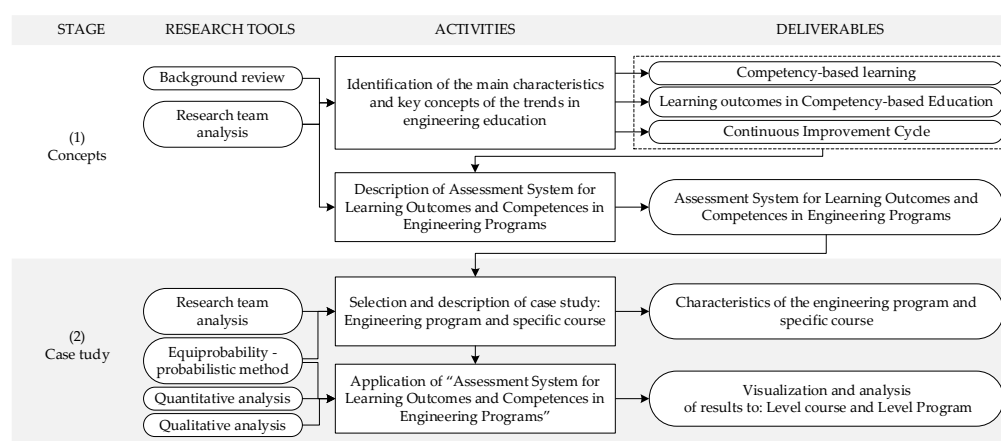 STAGE RESEARCH TOOLS ACTIVITIES DELIVERABLES
(1)
Concepts
Background review
Research team
analysis
Identification of the main characteristics
and key concepts of the trends in
engineering education
Competency-based learning
Learning outcomes in Competency-based Education
Continuous Improvement Cycle
Description of Assessment System for
Learning Outcomes and Competences in
Engineering Programs
Assessment System for Learning Outcomes and
Competences in Engineering Programs
(2)
Case tudy
Research team
analysis
Equiprobability -
probabilistic method
Quantitative analysis
Qualitative analysis
Selection and description of case study:
Engineering program and specific course
Characteristics of the engineering program and
specific course
Application of “Assessment System for
Learning Outcomes and Competences in
Engineering Programs”
Visualization and analysis
of results to: Level course and Level Program